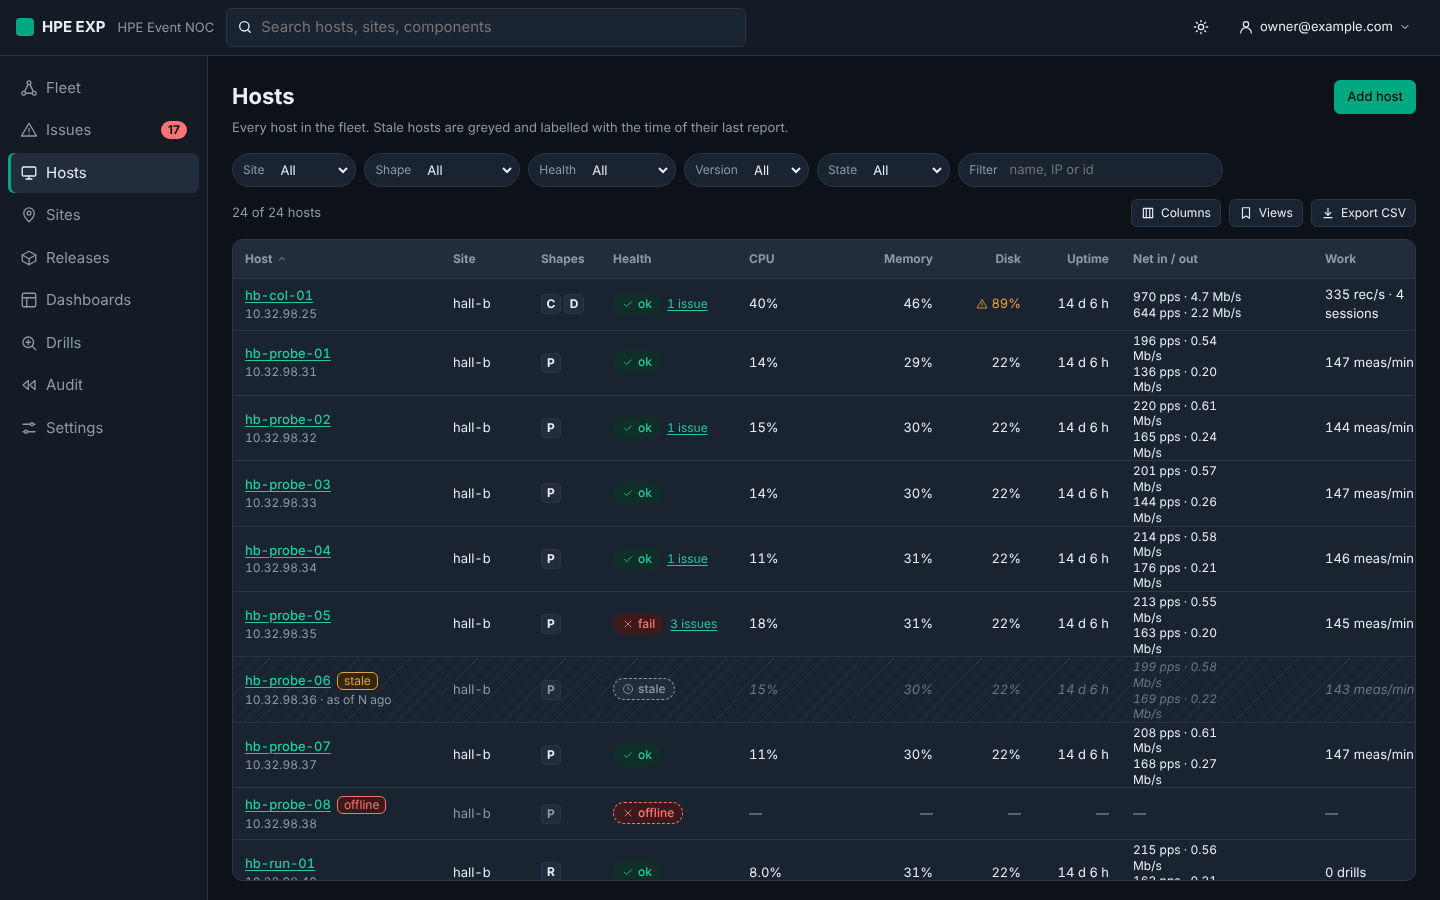 HPE EXP HPE Event NOC Search hosts, sites, components owner@example.com
Fleet
Issues 17
Hosts
Sites
Releases
Dashboards
Drills
Audit
Settings
Hosts
Add host
Every host in the fleet. Stale hosts are greyed and labelled with the time of their last report.
Site All Shape All Health All Version All State All Filter name, IP or id
24 of 24 hosts Columns Views Export CSV
Host Site Shapes Health CPU Memory Disk Uptime Net in / out Work
hb-col-01 hall-b C D ok 1 issue 40% 46% 89% 14 d 6 h 970 pps · 4.7 Mb/s 335 rec/s · 4
10.32.98.25 644 pps · 2.2 Mb/s sessions
hb-probe-01 hall-b P ok 14% 29% 22% 14 d 6 h 196 pps · 0.54 147 meas/min
Mb/s
10.32.98.31 136 pps · 0.20
Mb/s
hb-probe-02 hall-b P ok 1 issue 15% 30% 22% 14 d 6 h 220 pps · 0.61 144 meas/min
Mb/s
10.32.98.32 165 pps · 0.24
Mb/s
hb-probe-03 hall-b P ok 14% 30% 22% 14 d 6 h 201 pps · 0.57 147 meas/min
Mb/s
10.32.98.33 144 pps · 0.26
Mb/s
hb-probe-04 hall-b P ok 1 issue 11% 31% 22% 14 d 6 h 214 pps · 0.58 146 meas/min
Mb/s
10.32.98.34 176 pps · 0.21
Mb/s
hb-probe-05 hall-b P fail 3 issues 18% 31% 22% 14 d 6 h 213 pps · 0.55 145 meas/min
Mb/s
10.32.98.35 163 pps · 0.20
Mb/s
hb-probe-06 stale hall-b P stale 15% 30% 22% 14 d 6 h 199 pps · 0.58 143 meas/min
Mb/s
10.32.98.36 · as of N ago 169 pps · 0.22
Mb/s
hb-probe-07 hall-b P ok 11% 30% 22% 14 d 6 h 208 pps · 0.61 147 meas/min
Mb/s
10.32.98.37 168 pps · 0.27
Mb/s
hb-probe-08 offline hall-b P offline — — — — — —
10.32.98.38
hb-run-01 hall-b R ok 8.0% 31% 22% 14 d 6 h 215 pps · 0.56 0 drills
Mb/s